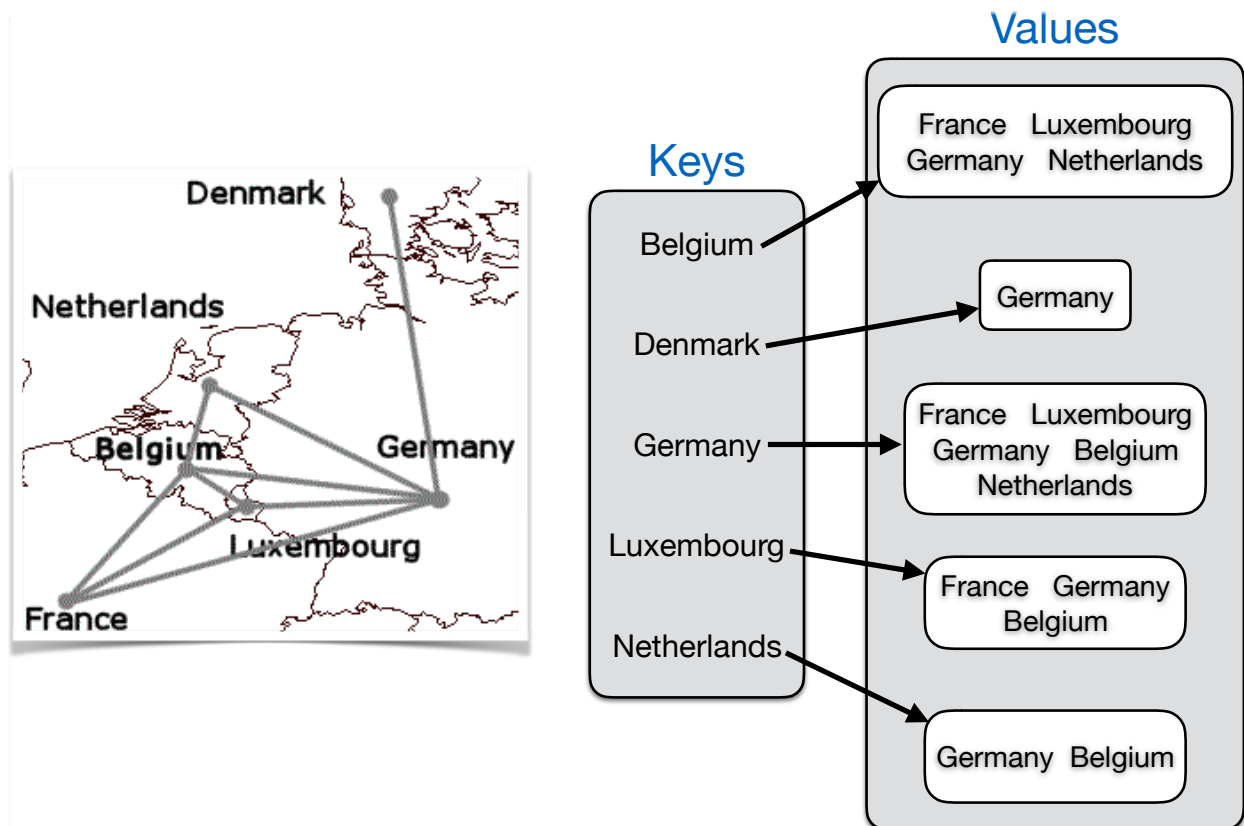 Denmark
Netherlands
Belgium
Germany
Luxembourg
France
Keys
Belgium
Denmark
Germany
Luxembourg
Netherlands
Values
France Luxembourg
Germany Netherlands
Germany
France Luxembourg
Germany Belgium
Netherlands
France Germany
Belgium
Germany Belgium